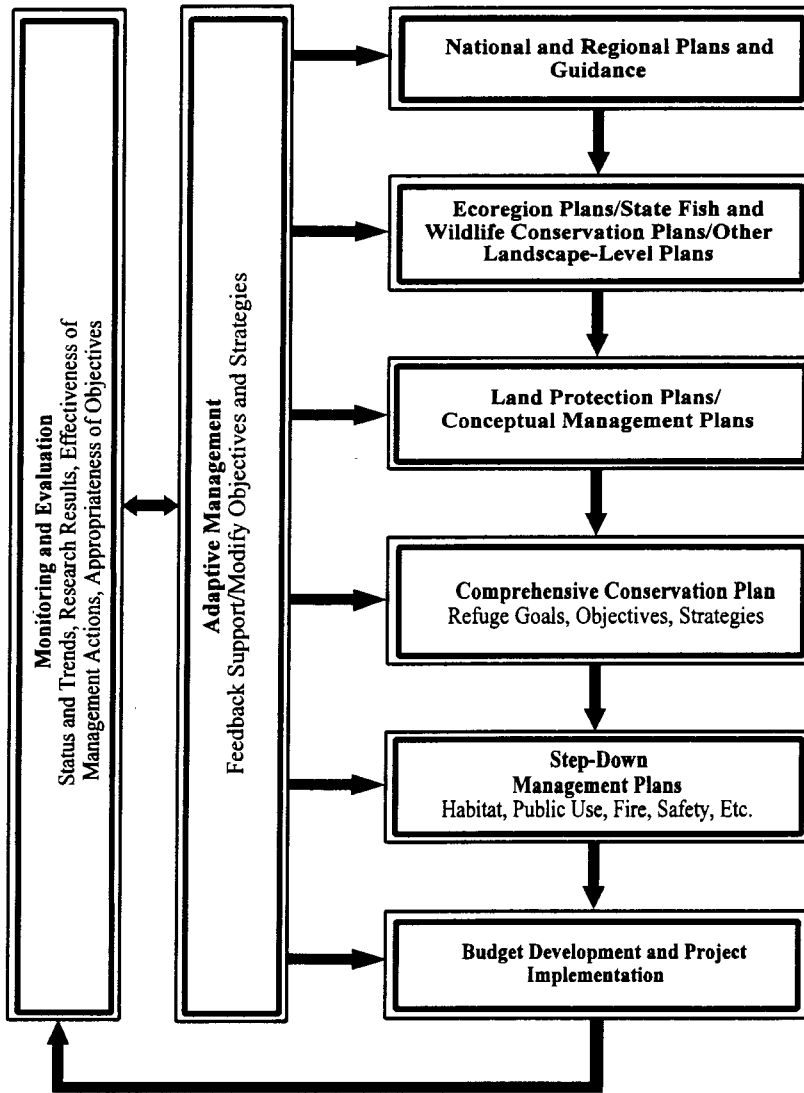 Monitoring and Evaluation
Status and Trends, Research Results, Effectiveness of
Management Actions, Appropriateness of Objectives
Adaptive Management
Feedback Support/Modify Objectives and Strategies
National and Regional Plans and
Guidance
Ecoregion Plans/State Fish and
Wildlife Conservation Plans/Other
Landscape-Level Plans
Land Protection Plans/
Conceptual Management Plans
Comprehensive Conservation Plan
Refuge Goals, Objectives, Strategies
Step-Down
Management Plans
Habitat, Public Use, Fire, Safety, Etc.
Budget Development and Project
Implementation